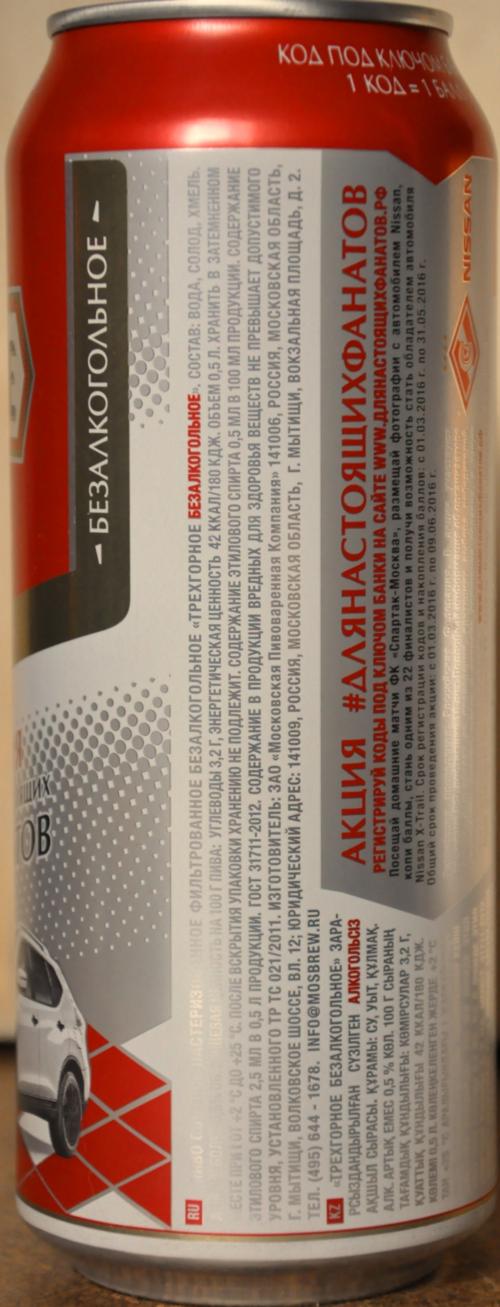 КОД ПОД КЛЮЧОМ
1 КОД = 1
БЕЗАЛКОГОЛЬНОЕ
ОВ
RU ФИЛЬТРОВАННОЕ БЕЗАЛКОГОЛЬНОЕ «ТРЕХГОРНОЕ БЕЗАЛКОГОЛЬНОЕ». СОСТАВ: ВОДА, СОЛОД, ХМЕЛЬ.
НА 100 Г ПИВА: УГЛЕВОДЫ 3,2 Г, ЭНЕРГЕТИЧЕСКАЯ ЦЕННОСТЬ 42 ККАЛ/180 КДЖ. ОБЪЕМ 0,5 Л. ХРАНИТЬ В ЗАТЕМНЕННОМ
МЕСТЕ ПРИ Т ОТ +2 °С ДО +25 °С. ПОСЛЕ ВСКРЫТИЯ УПАКОВКИ ХРАНЕНИЮ НЕ ПОДЛЕЖИТ. СОДЕРЖАНИЕ ЭТИЛОВОГО СПИРТА 0,5 МЛ В 100 МЛ ПРОДУКЦИИ. СОДЕРЖАНИЕ
ЭТИЛОВОГО СПИРТА 2,5 МЛ В 0,5 Л ПРОДУКЦИИ. ГОСТ 31711-2012. СОДЕРЖАНИЕ В ПРОДУКЦИИ ВРЕДНЫХ ДЛЯ ЗДОРОВЬЯ ВЕЩЕСТВ НЕ ПРЕВЫШАЕТ ДОПУСТИМОГО
УРОВНЯ, УСТАНОВЛЕННОГО ТР ТС 021/2011. ИЗГОТОВИТЕЛЬ: ЗАО «Московская Пивоваренная Компания» 141006, РОССИЯ, МОСКОВСКАЯ ОБЛАСТЬ,
Г. МЫТИЩИ, ВОЛКОВСКОЕ ШОССЕ, ВЛ. 12; ЮРИДИЧЕСКИЙ АДРЕС: 141009, РОССИЯ, МОСКОВСКАЯ ОБЛАСТЬ, Г. МЫТИЩИ, ВОКЗАЛЬНАЯ ПЛОЩАДЬ, Д. 2.
ТЕЛ. (495) 644 - 1678. INFO@MOSBREW.RU
KZ «ТРЕХГОРНОЕ БЕЗАЛКОГОЛЬНОЕ» ЗАРА-
РСЫЗДАНДЫРЫЛҒАН СҮЗІЛГЕН АЛКОГОЛЬСІЗ
АҚШЫЛ СЫРАСЫ. ҚҰРАМЫ: СУ, УЫТ, ҚҰЛМАҚ.
АЛК. АРТЫҚ ЕМЕС 0,5 % КӨЛ. 100 Г СЫРАНЫҢ
ТАҒАМДЫҚ ҚҰНДЫЛЫҒЫ: КӨМІРСУЛАР 3,2 Г,
ҚУАТТЫҚ ҚҰНДЫЛЫҒЫ 42 ККАЛ/180 КДЖ.
КӨЛЕМІ 0,5 Л. КӨЛЕҢКЕЛЕНГЕН ЖЕРДЕ +2 °С
АКЦИЯ #ДЛЯНАСТОЯЩИХФАНАТОВ
РЕГИСТРИРУЙ КОДЫ ПОД КЛЮЧОМ БАНКИ НА САЙТЕ WWW.ДЛЯНАСТОЯЩИХФАНАТОВ.РФ
Посещай домашние матчи ФК «Спартак-Москва», размещай фотографии с автомобилем Nissan,
копи баллы, стань одним из 22 финалистов и получи возможность стать обладателем автомобиля
Nissan X-Trail. Срок регистрации кодов и накопления баллов: с 01.03.2016 г. по 31.05.2016 г.
Общий срок проведения акции: с 01.03.2016 г. по 09.06.2016 г.
NISSAN